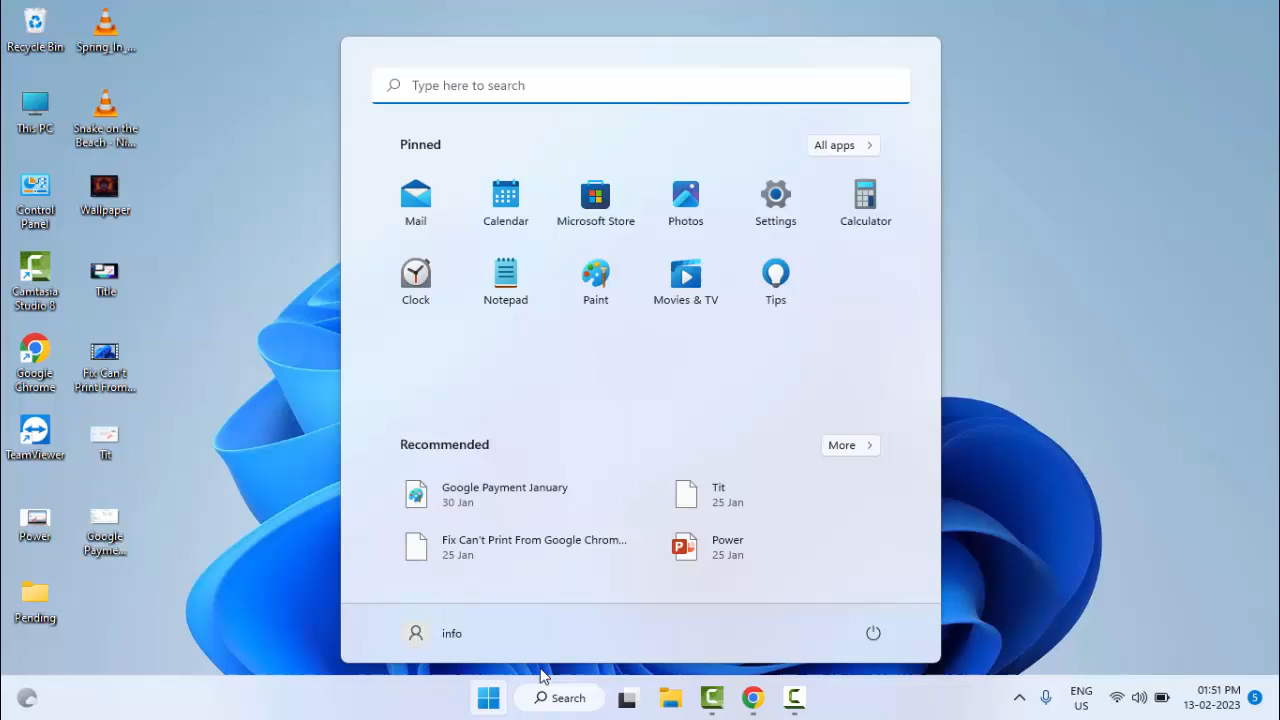 Recycle Bin
Spring_In_...
This PC
Snake on the
Beach - Ni...
Control
Panel
Wallpaper
Camtasia
Studio 8
Title
Google
Chrome
Fix Can't
Print From...
TeamViewer
Tit
Power
Google
Payme...
Pending
Type here to search
Pinned
All apps
Mail
Calendar
Microsoft Store
Photos
Settings
Calculator
Clock
Notepad
Paint
Movies & TV
Tips
Recommended
More
Google Payment January
30 Jan
Tit
25 Jan
Fix Can't Print From Google Chrom...
25 Jan
Power
25 Jan
info
Search
ENG
US
01:51 PM
13-02-2023
5